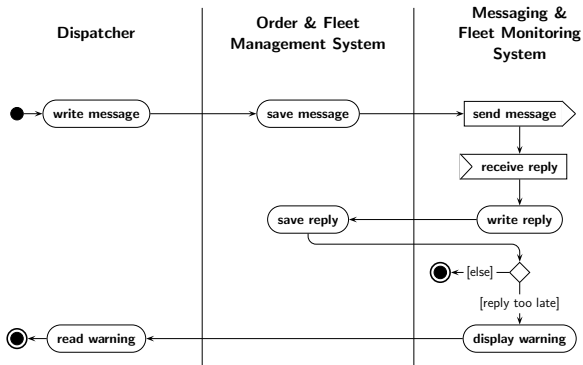 Dispatcher
Order & Fleet
Management System
Messaging &
Fleet Monitoring
System
write message
save message
send message
receive reply
save reply
write reply
[else]
[reply too late]
read warning
display warning